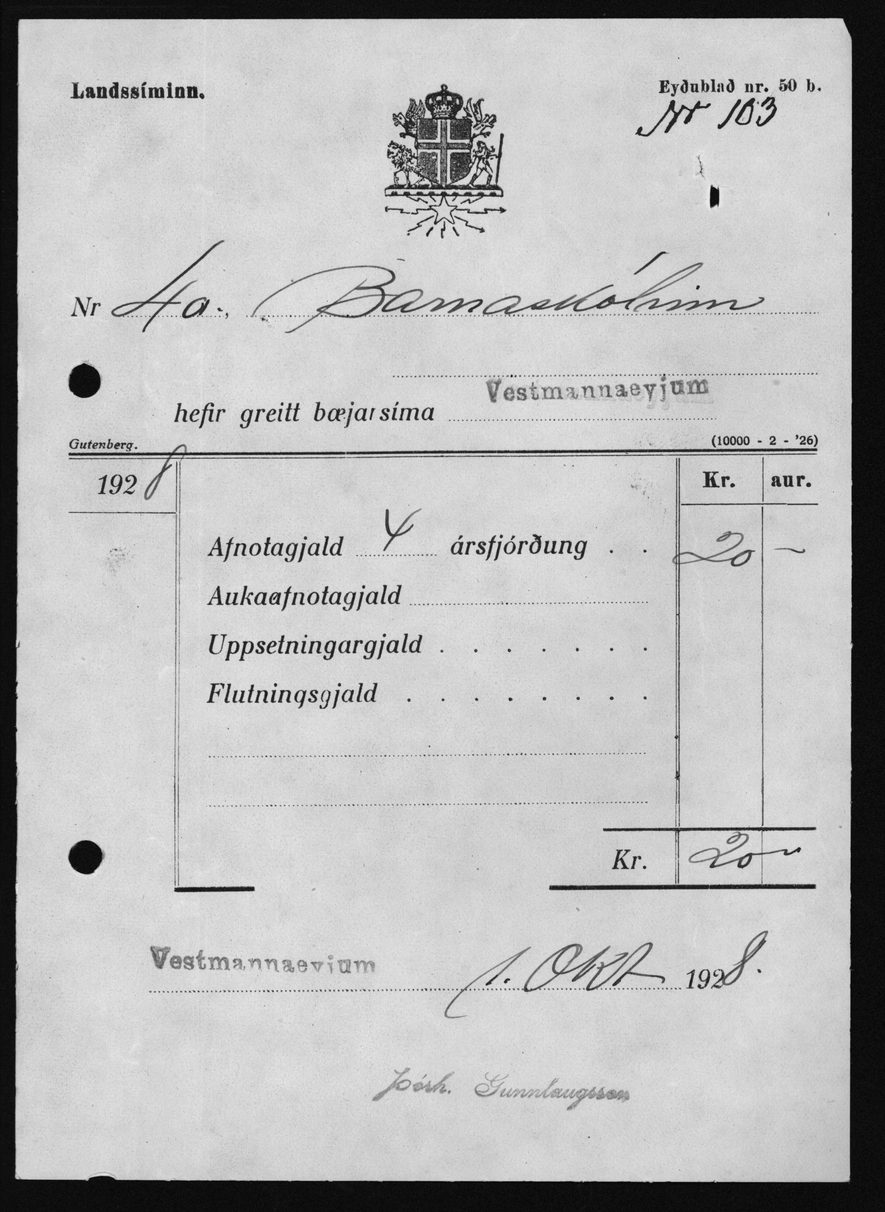 Landssíminn.
Eyðublað nr. 50 b.
Nr 103
Nr 4a., Barnaskólinn
hefir greitt bæjarsíma Vestmannaeyjum
Gutenberg.
(10000 - 2 - '26)
1928
Kr. aur.
Afnotagjald 4 ársfjórðung . . 20 —
Aukaafnotagjald
Uppsetningargjald . . . . . . .
Flutningsgjald . . . . . . . .
Kr. 20 —
Vestmannaeyjum 1. Okt 1928.
Þórh. Gunnlaugsson